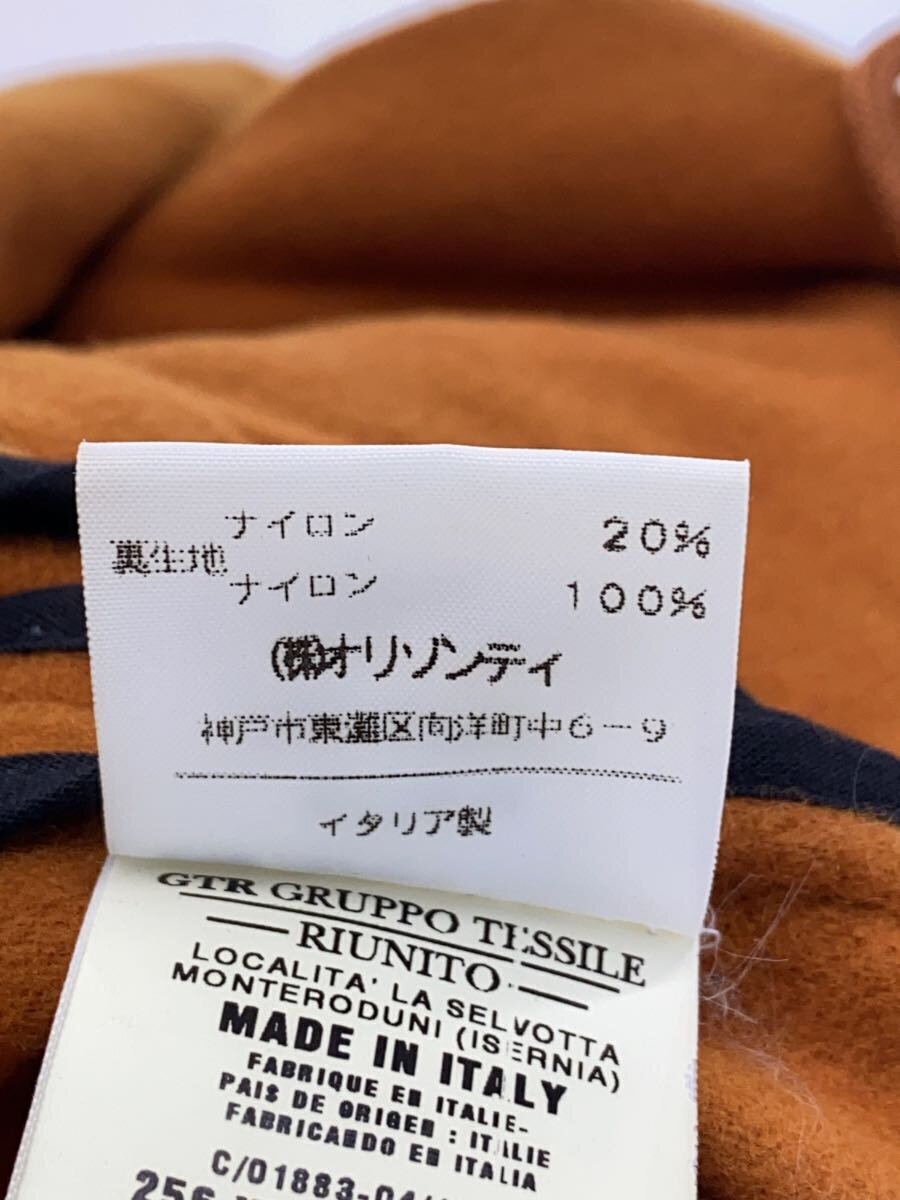 ナイロン 20%
裏生地 ナイロン 100%
(株)オリゾンティ
神戸市東灘区向洋町中6-9
イタリア製
GTR GRUPPO TESSILE
RIUNITO
LOCALITA' LA SELVOTTA
MONTERODUNI (ISERNIA)
MADE IN ITALY
FABRIQUE EN ITALIE-
PAIS DE ORIGEN : ITALIE
FABRICANDO EN ITALIA
C/01883-04/
256